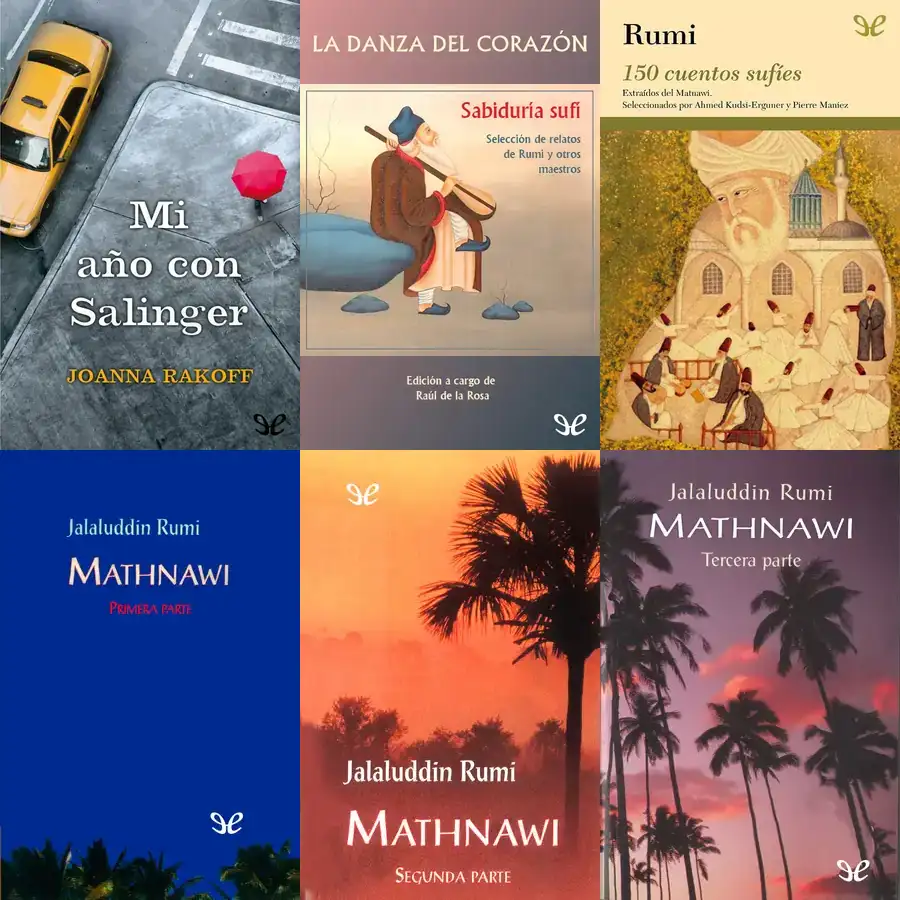 Mi
año con
Salinger
JOANNA RAKOFF
LA DANZA DEL CORAZÓN
Sabiduría sufí
Selección de relatos
de Rumi y otros
maestros
Edición a cargo de
Raúl de la Rosa
Rumi
150 cuentos sufíes
Extraídos del Matnawi.
Seleccionados por Ahmed Kudsi-Erguner y Pierre Maniez
Jalaluddin Rumi
MATHNAWI
PRIMERA PARTE
Jalaluddin Rumi
MATHNAWI
SEGUNDA PARTE
Jalaluddin Rumi
MATHNAWI
Tercera parte